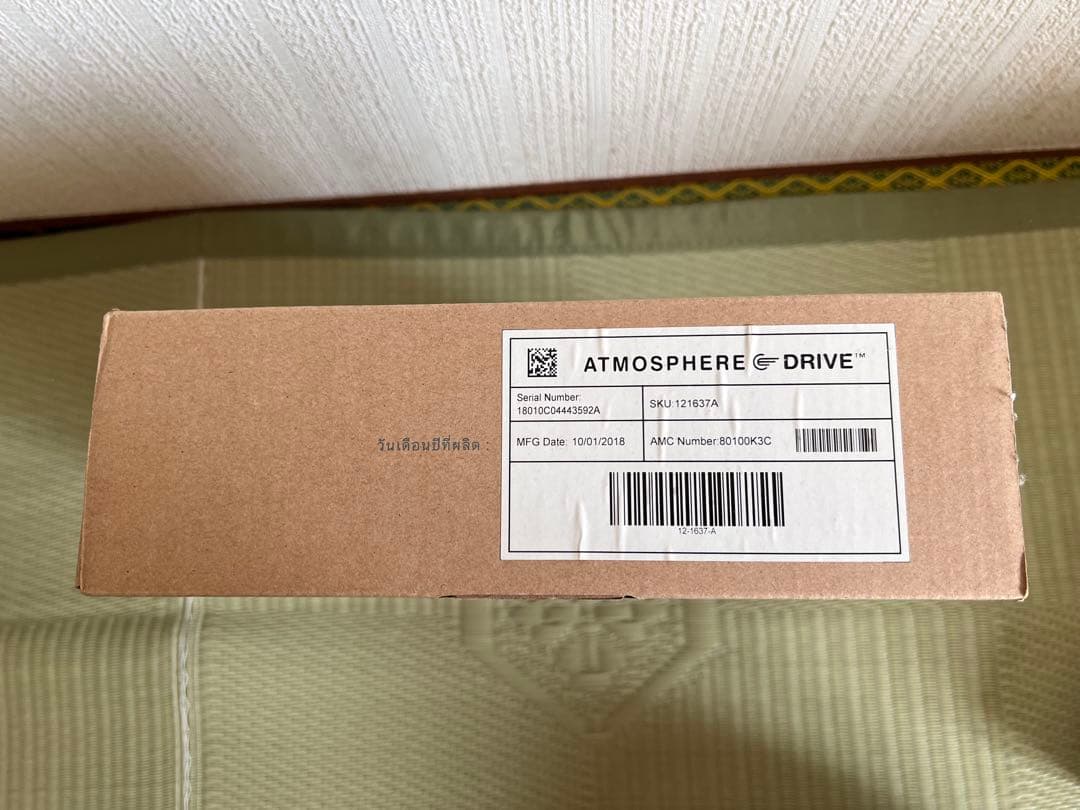 ATMOSPHERE DRIVE™
Serial Number:
18010C04443592A
SKU:121637A
MFG Date: 10/01/2018
AMC Number:80100K3C
12-1637-A
วันเดือนปีที่ผลิต :